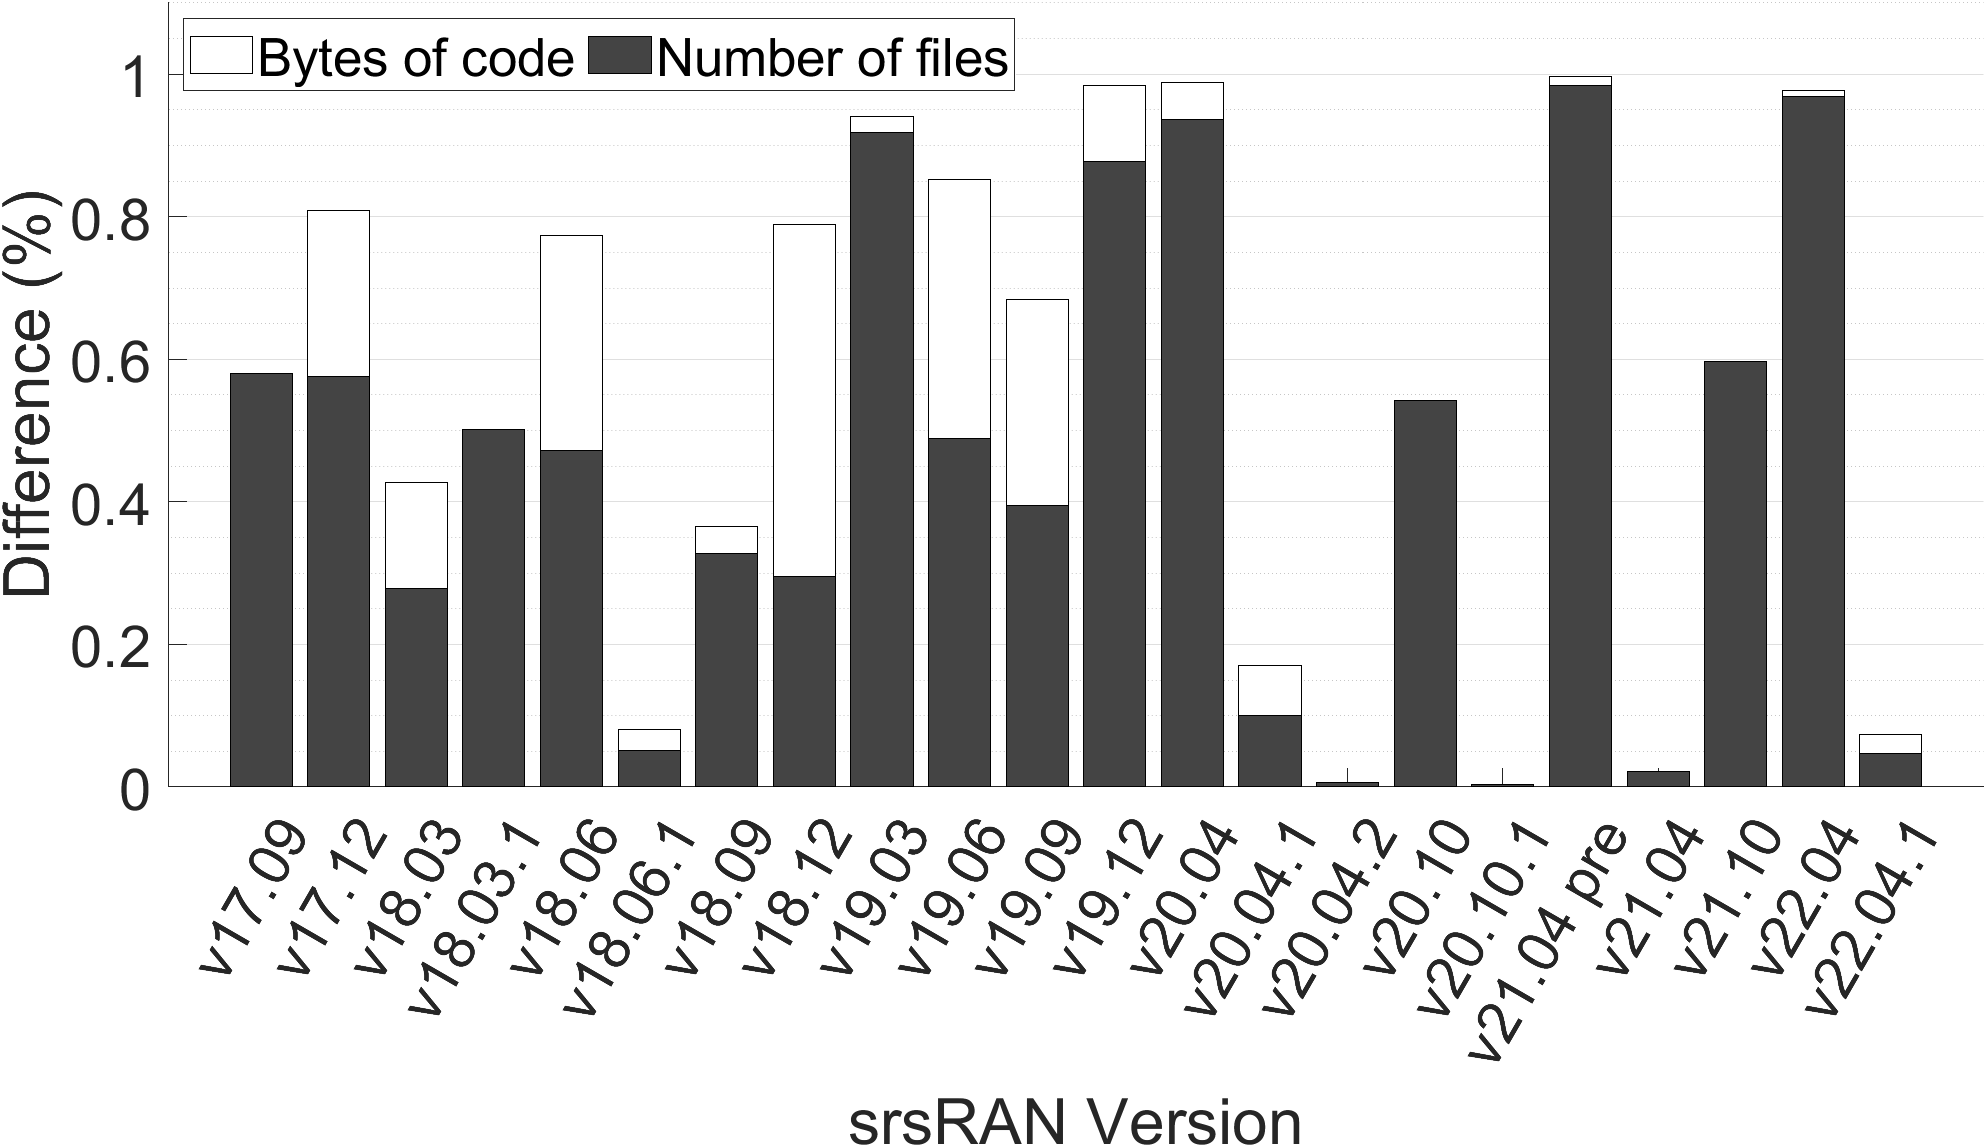 Bytes of code Number of files
Difference (%)
1
0.8
0.6
0.4
0.2
0
v17.09
v17.12
v18.03
v18.03.1
v18.06
v18.06.1
v18.09
v18.12
v19.03
v19.06
v19.09
v19.12
v20.04
v20.04.1
v20.04.2
v20.10
v20.10.1
v21.04 pre
v21.04
v21.10
v22.04
v22.04.1
srsRAN Version